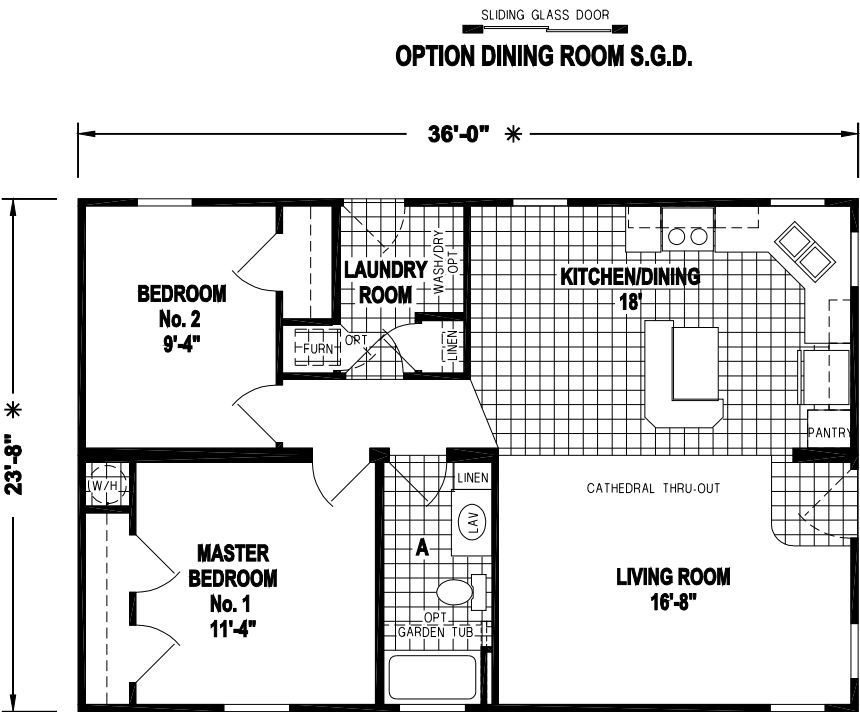 SLIDING GLASS DOOR
OPTION DINING ROOM S.G.D.
36'-0" ✳
23'-8" ✳
BEDROOM
No. 2
9'-4"
LAUNDRY
ROOM
WASH/DRY
OPT
KITCHEN/DINING
18'
FURN
OPT
LINEN
PANTRY
W/H
LINEN
LAV
CATHEDRAL THRU-OUT
A
MASTER
BEDROOM
No. 1
11'-4"
LIVING ROOM
16'-8"
OPT
GARDEN TUB